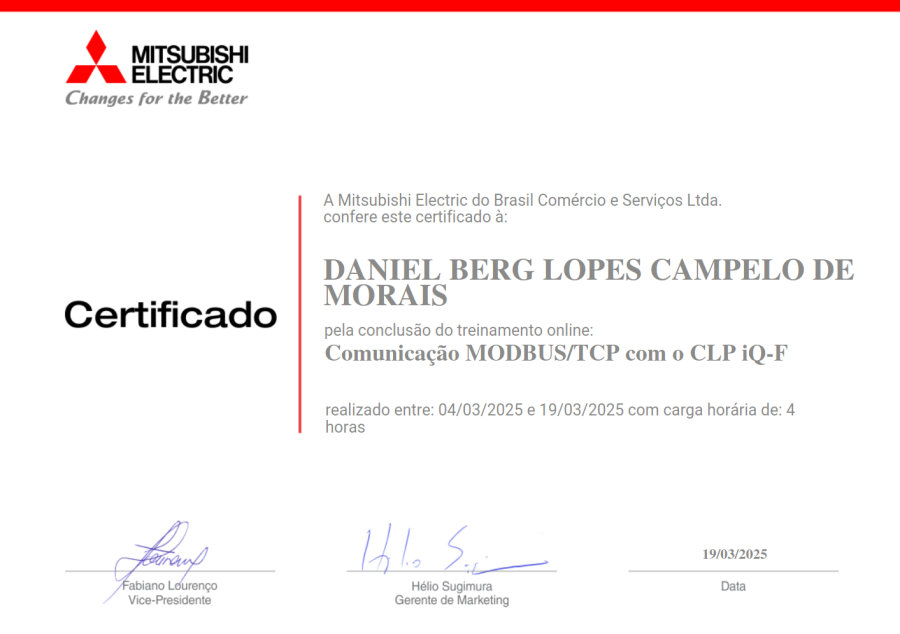 MITSUBISHI
ELECTRIC
Changes for the Better
Certificado
A Mitsubishi Electric do Brasil Comércio e Serviços Ltda.
confere este certificado à:
DANIEL BERG LOPES CAMPELO DE
MORAIS
pela conclusão do treinamento online:
Comunicação MODBUS/TCP com o CLP iQ-F
realizado entre: 04/03/2025 e 19/03/2025 com carga horária de: 4
horas
Fabiano Lourenço
Vice-Presidente
Hélio Sugimura
Gerente de Marketing
19/03/2025
Data